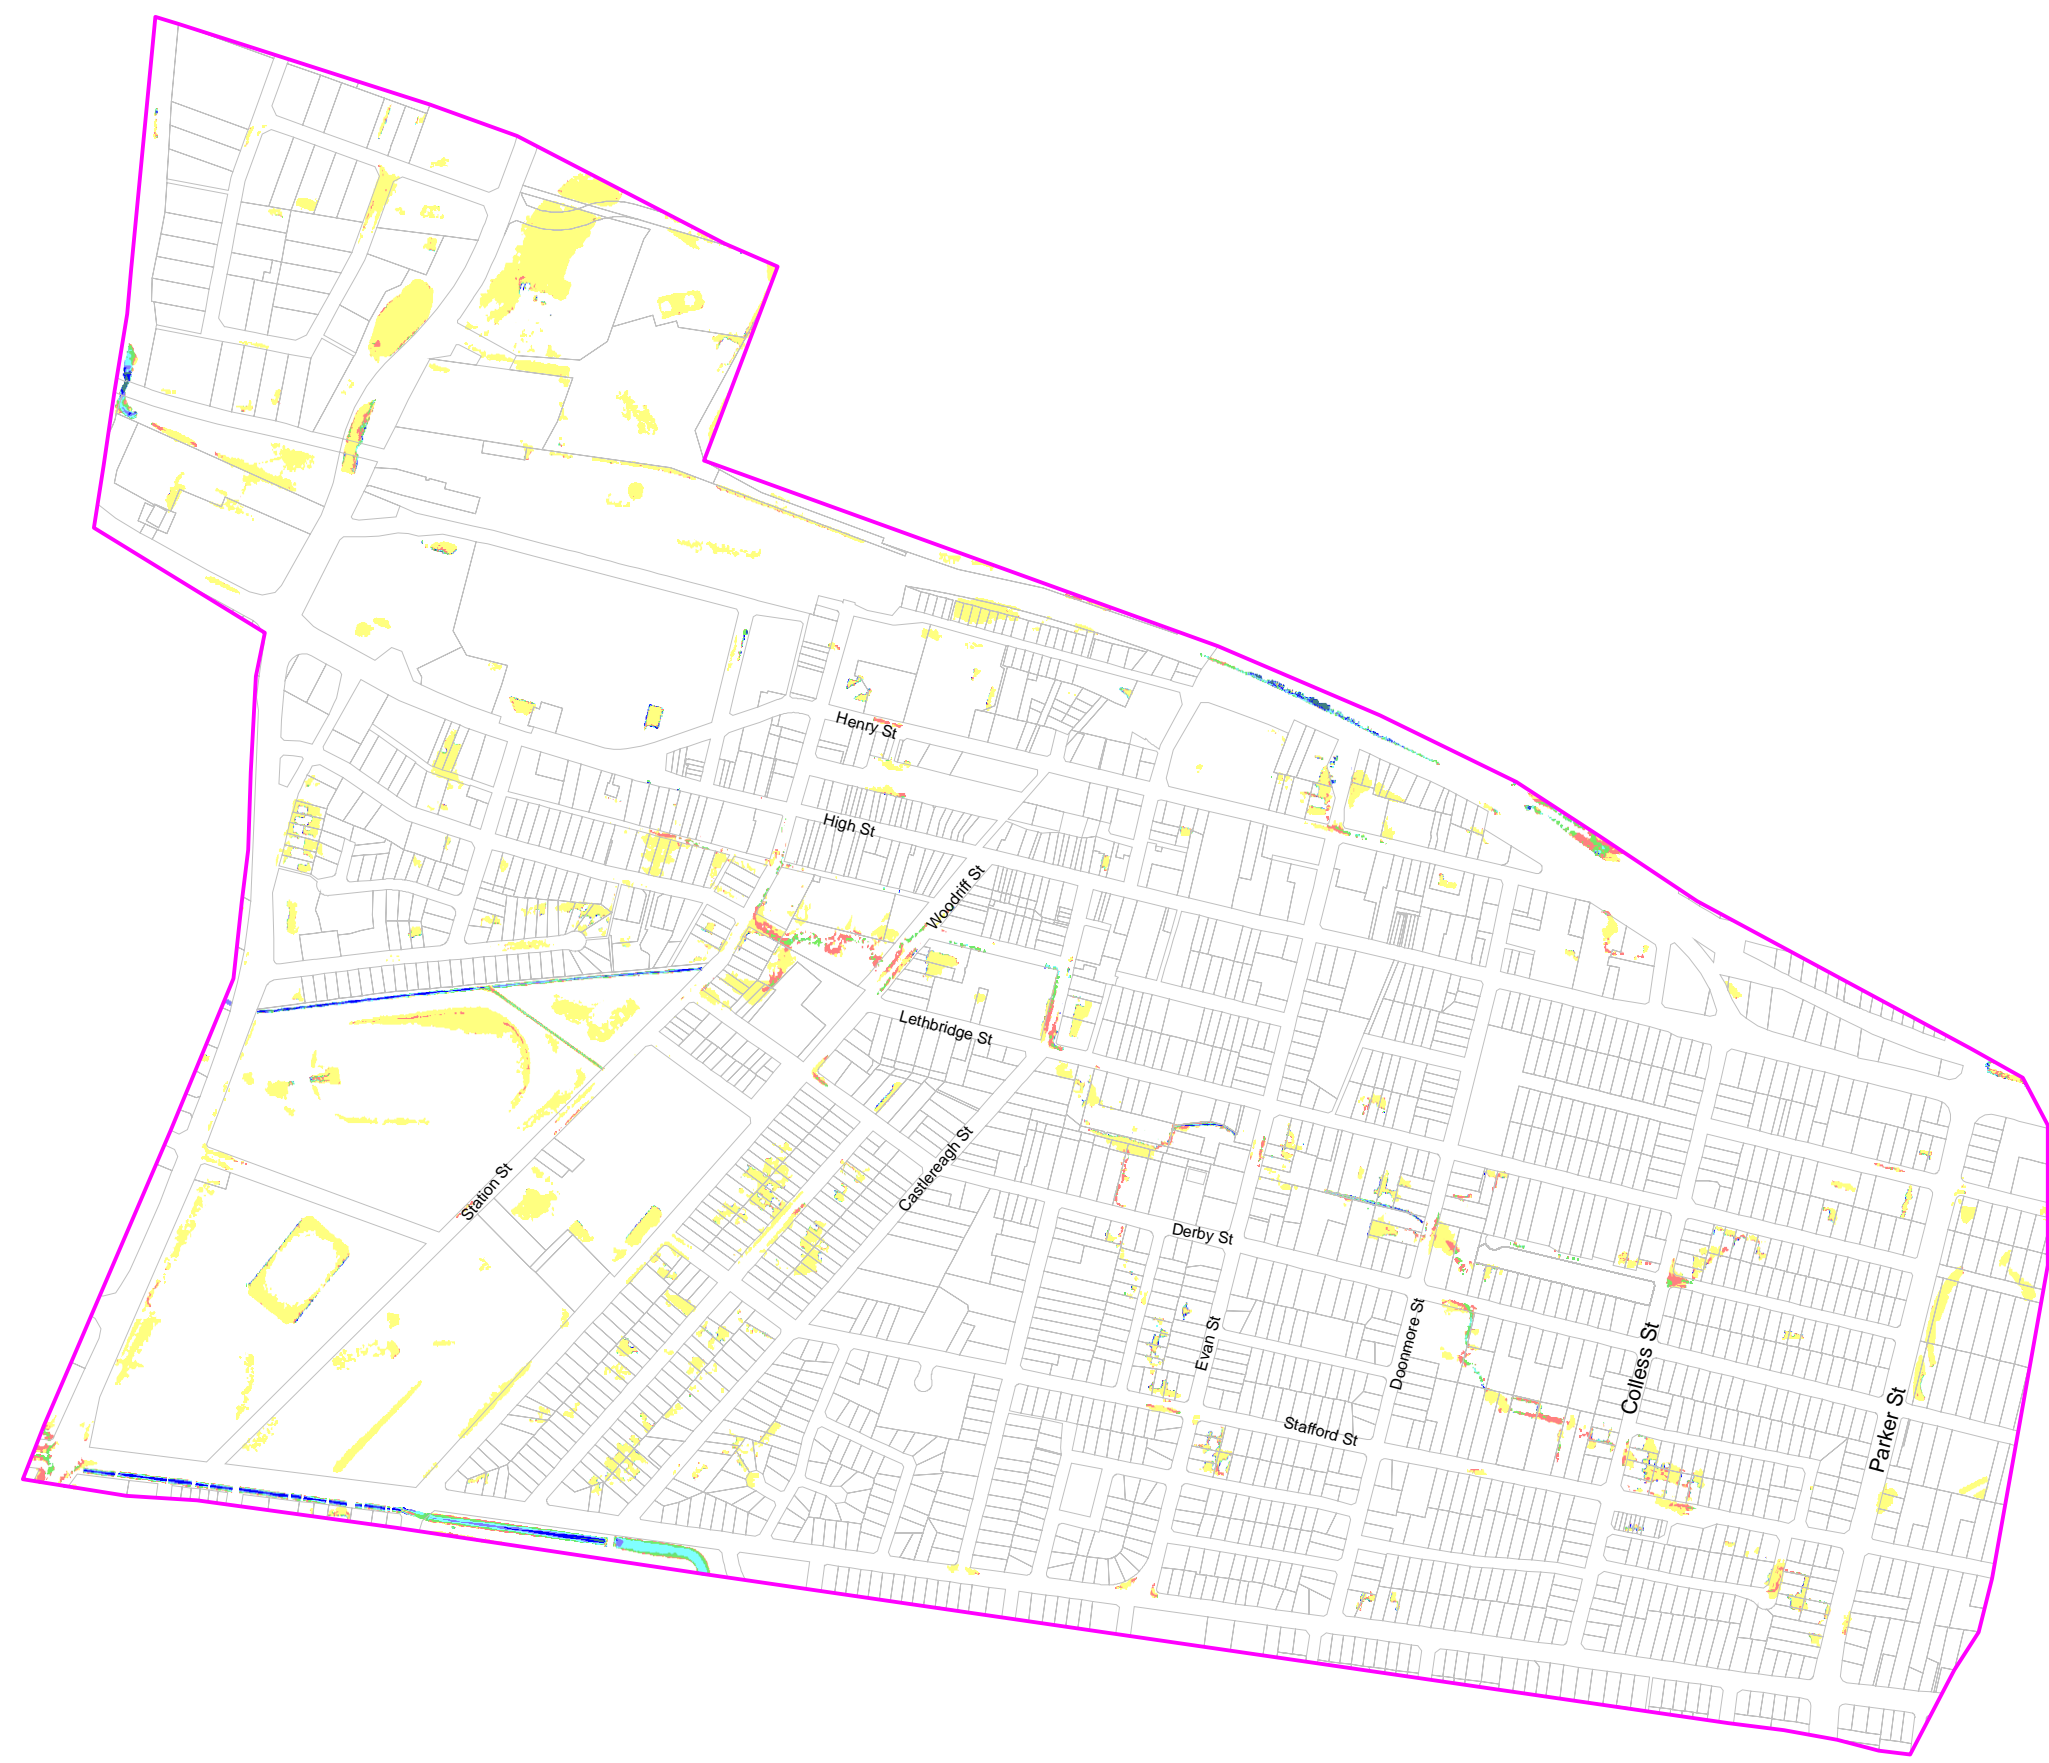 Henry St
High St
Woodriff St
Lethbridge St
Castlereagh St
Station St
Derby St
Evan St
Doonmore St
Colless St
Parker St
Stafford St